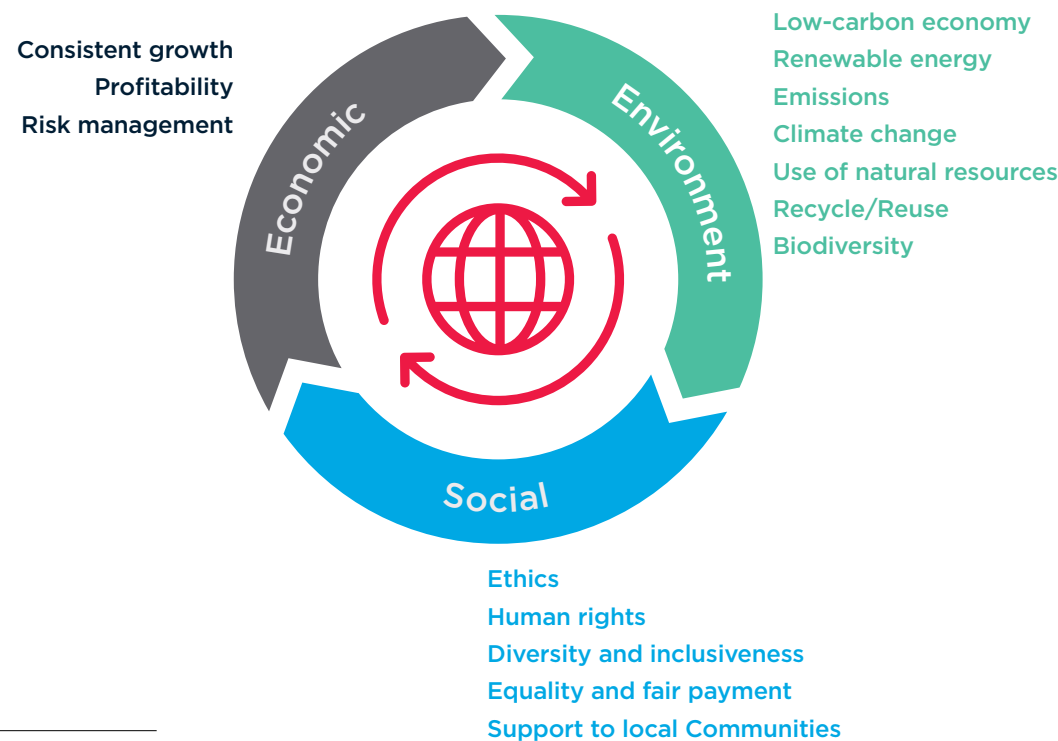 Consistent growth
Profitability
Risk management
Economic
Environment
Low-carbon economy
Renewable energy
Emissions
Climate change
Use of natural resources
Recycle/Reuse
Biodiversity
Social
Ethics
Human rights
Diversity and inclusiveness
Equality and fair payment
Support to local Communities